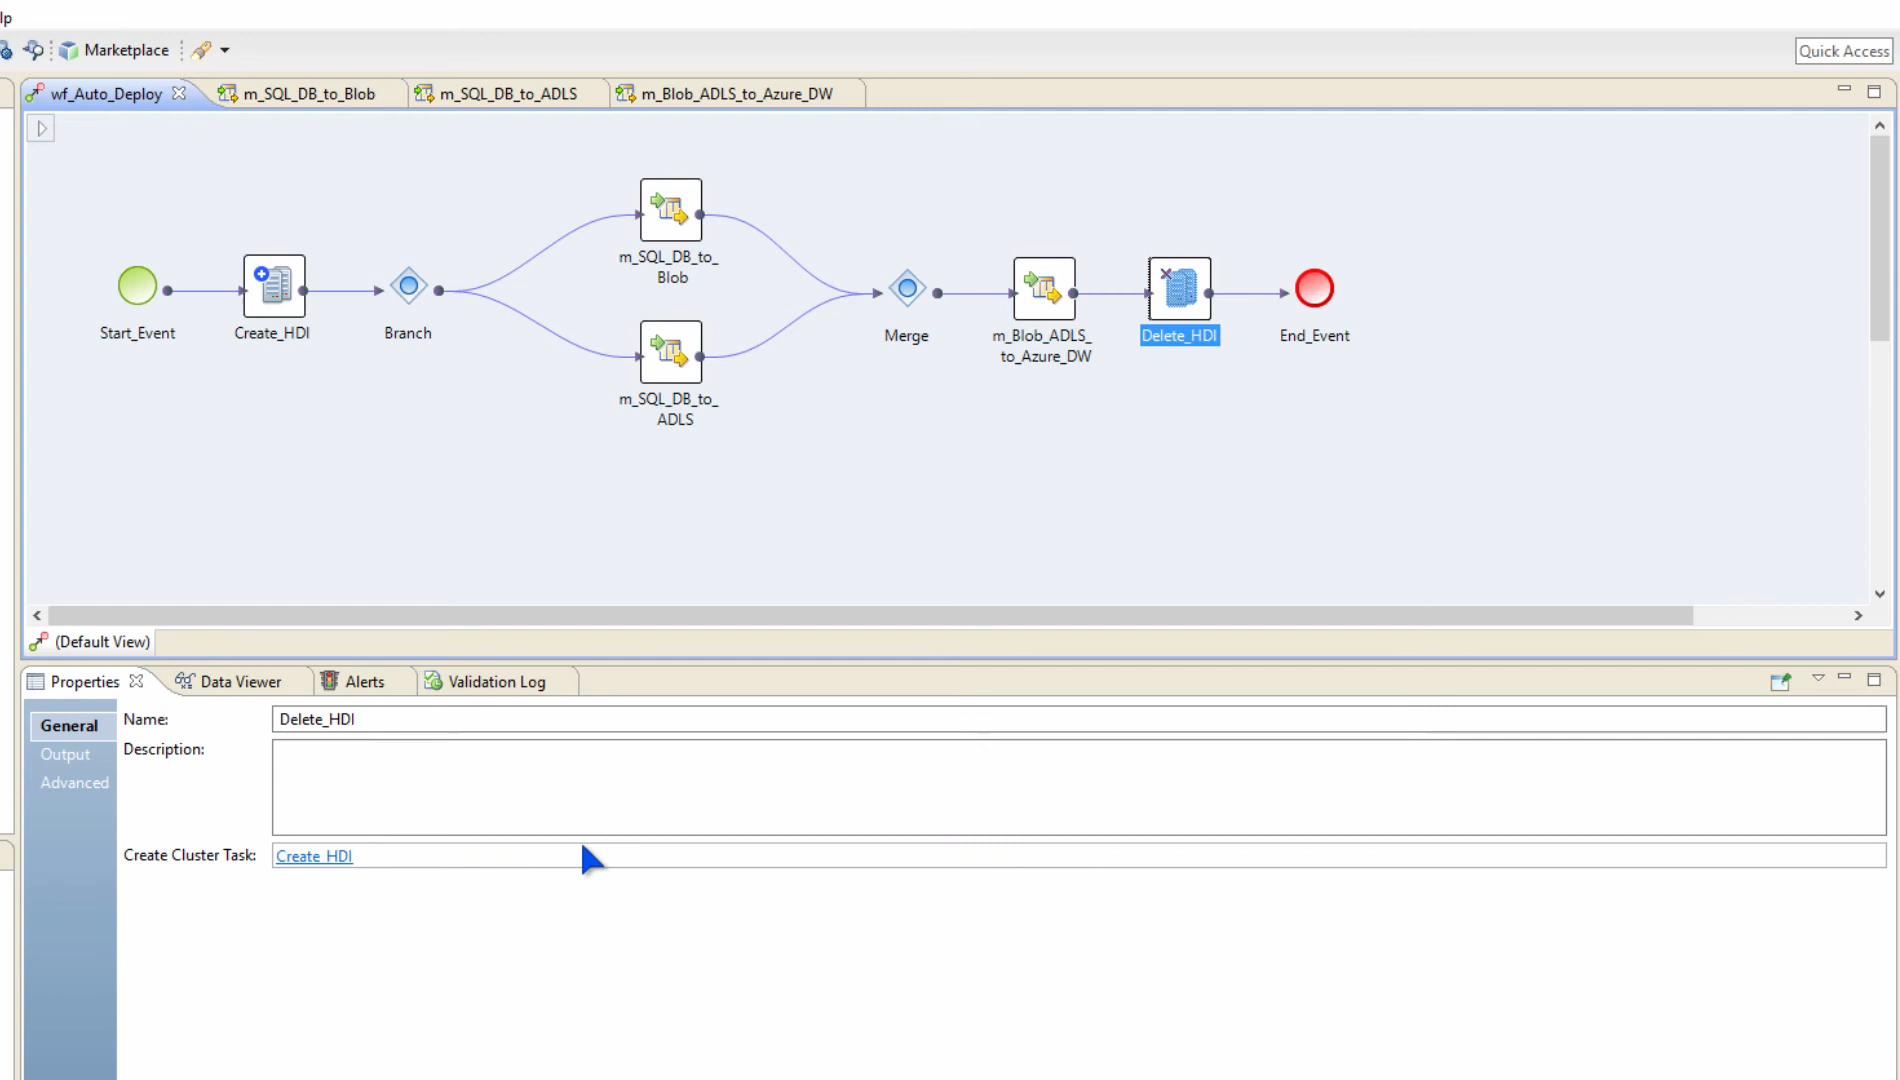 lp
Marketplace
Quick Access
wf_Auto_Deploy
m_SQL_DB_to_Blob
m_SQL_DB_to_ADLS
m_Blob_ADLS_to_Azure_DW
m_SQL_DB_to_
Blob
Start_Event
Create_HDI
Branch
Merge
m_Blob_ADLS_
to_Azure_DW
Delete_HDI
End_Event
m_SQL_DB_to_
ADLS
(Default View)
Properties
Data Viewer
Alerts
Validation Log
General
Output
Advanced
Name:
Delete_HDI
Description:
Create Cluster Task:
Create_HDI